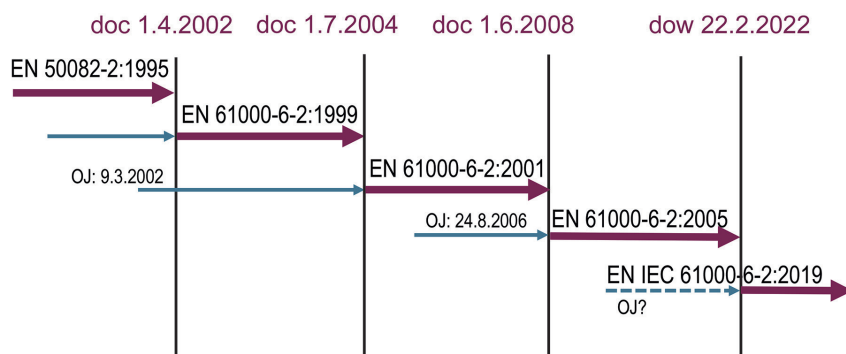 doc 1.4.2002 doc 1.7.2004 doc 1.6.2008 dow 22.2.2022
EN 50082-2:1995
EN 61000-6-2:1999
OJ: 9.3.2002
EN 61000-6-2:2001
OJ: 24.8.2006
EN 61000-6-2:2005
EN IEC 61000-6-2:2019
OJ?